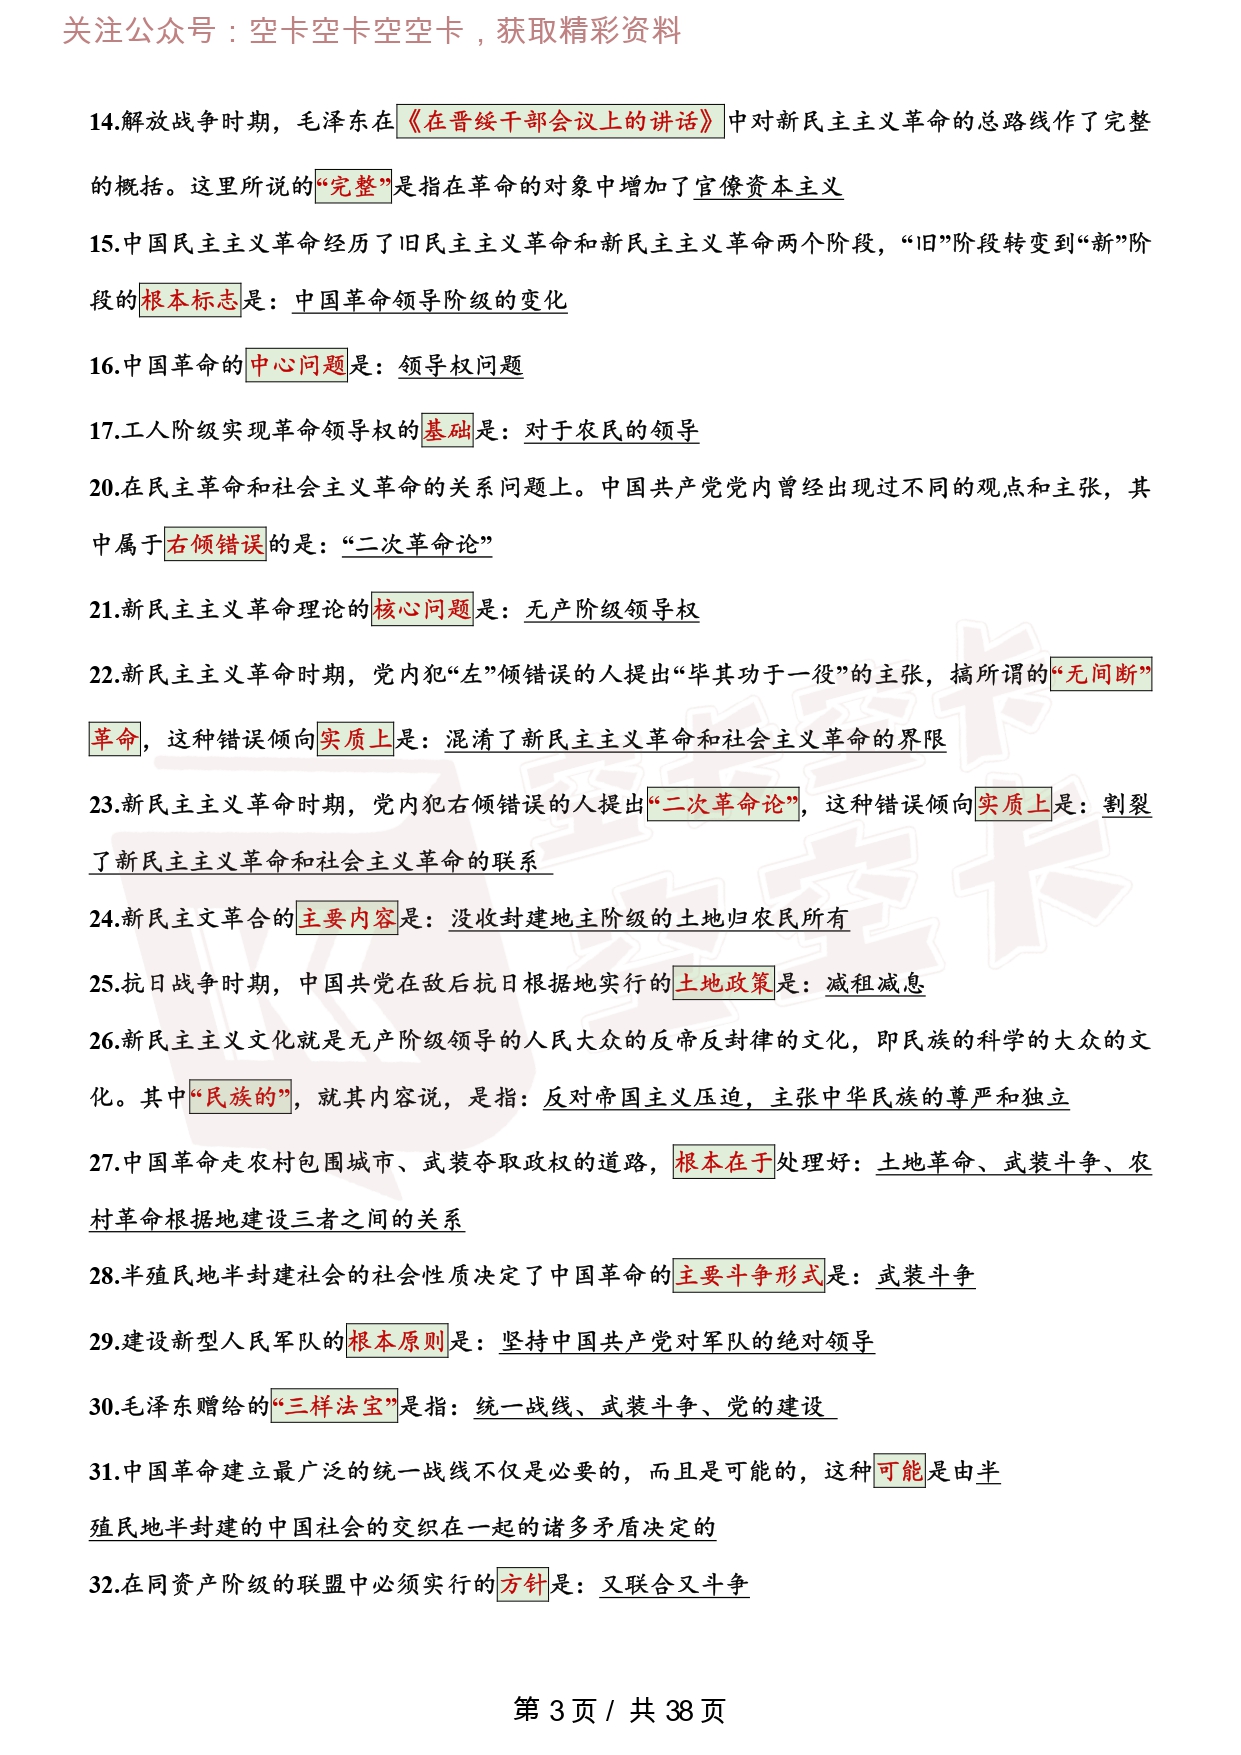 关注公众号：空卡空卡空空卡，获取精彩资料
14.解放战争时期，毛泽东在《在晋绥干部会议上的讲话》中对新民主主义革命的总路线作了完整
的概括。这里所说的“完整”是指在革命的对象中增加了官僚资本主义
15.中国民主主义革命经历了旧民主主义革命和新民主主义革命两个阶段，“旧”阶段转变到“新”阶
段的根本标志是：中国革命领导阶级的变化
16.中国革命的中心问题是：领导权问题
17.工人阶级实现革命领导权的基础是：对于农民的领导
20.在民主革命和社会主义革命的关系问题上。中国共产党党内曾经出现过不同的观点和主张，其
中属于右倾错误的是：“二次革命论”
21.新民主主义革命理论的核心问题是：无产阶级领导权
22.新民主主义革命时期，党内犯“左”倾错误的人提出“毕其功于一役”的主张，搞所谓的“无间断”
革命，这种错误倾向实质上是：混淆了新民主主义革命和社会主义革命的界限
23.新民主主义革命时期，党内犯右倾错误的人提出“二次革命论”，这种错误倾向实质上是：割裂
了新民主主义革命和社会主义革命的联系
24.新民主文革合的主要内容是：没收封建地主阶级的土地归农民所有
25.抗日战争时期，中国共党在敌后抗日根据地实行的土地政策是：减租减息
26.新民主主义文化就是无产阶级领导的人民大众的反帝反封律的文化，即民族的科学的大众的文
化。其中“民族的”，就其内容说，是指：反对帝国主义压迫，主张中华民族的尊严和独立
27.中国革命走农村包围城市、武装夺取政权的道路，根本在于处理好：土地革命、武装斗争、农
村革命根据地建设三者之间的关系
28.半殖民地半封建社会的社会性质决定了中国革命的主要斗争形式是：武装斗争
29.建设新型人民军队的根本原则是：坚持中国共产党对军队的绝对领导
30.毛泽东赠给的“三样法宝”是指：统一战线、武装斗争、党的建设
31.中国革命建立最广泛的统一战线不仅是必要的，而且是可能的，这种可能是由半
殖民地半封建的中国社会的交织在一起的诸多矛盾决定的
32.在同资产阶级的联盟中必须实行的方针是：又联合又斗争
空卡空卡
空空卡
第 3 页 / 共 38 页